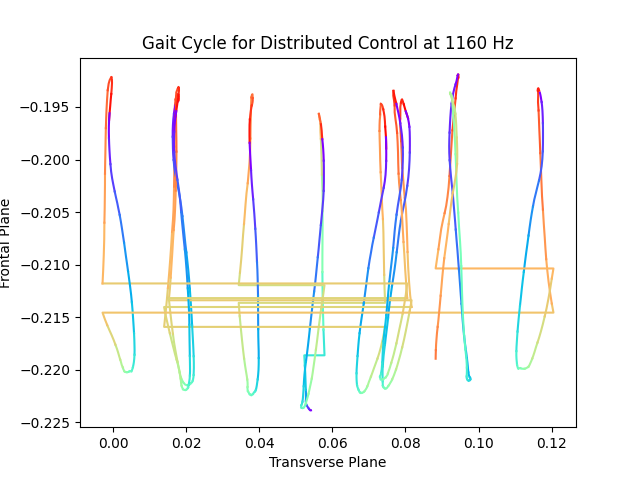 Gait Cycle for Distributed Control at 1160 Hz
Frontal Plane
−0.195
−0.200
−0.205
−0.210
−0.215
−0.220
−0.225
0.00 0.02 0.04 0.06 0.08 0.10 0.12
Transverse Plane